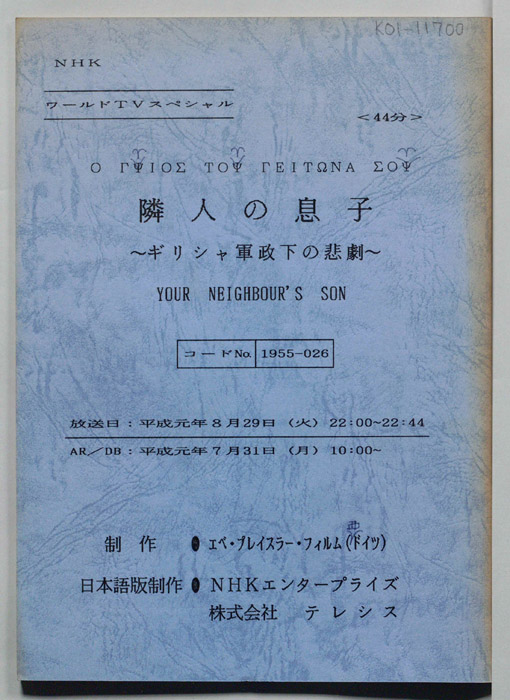 K01-11700
NHK
ワールドTVスペシャル
<44分>
Ο ΓΨΙΟΣ ΤΟΨ ΓΕΙΤΩΝΑ ΣΟΨ
隣人の息子
~ギリシャ軍政下の悲劇~
YOUR NEIGHBOUR'S SON
コードNo. 1955-026
放送日:平成元年8月29日(火)22:00~22:44
AR/DB:平成元年7月31日(月)10:00~
制作 エベ・プレイスラー・フィルム(ドイツ)
日本語版制作 NHKエンタープライズ
株式会社 テレシス